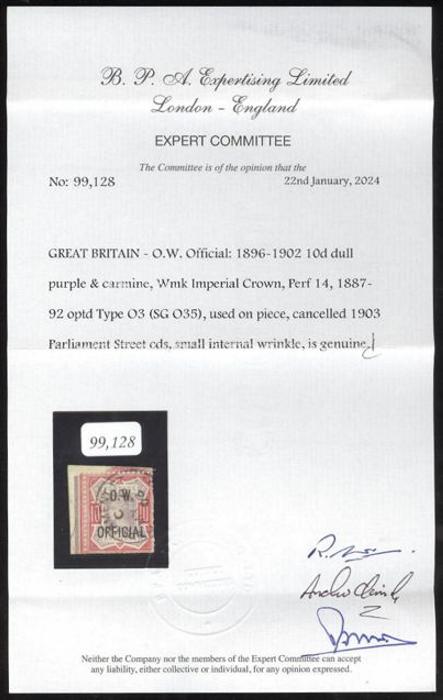 B. P. A. Expertising Limited
London - England
EXPERT COMMITTEE
The Committee is of the opinion that the
No: 99,128 22nd January, 2024
GREAT BRITAIN - O.W. Official: 1896-1902 10d dull
purple & carmine, Wmk Imperial Crown, Perf 14, 1887-
92 optd Type O3 (SG O35), used on piece, cancelled 1903
Parliament Street cds, small internal wrinkle, is genuine.
99,128
O.W.
OFFICIAL
Neither the Company nor the members of the Expert Committee can accept
any liability, either collective or individual, for any opinion expressed.